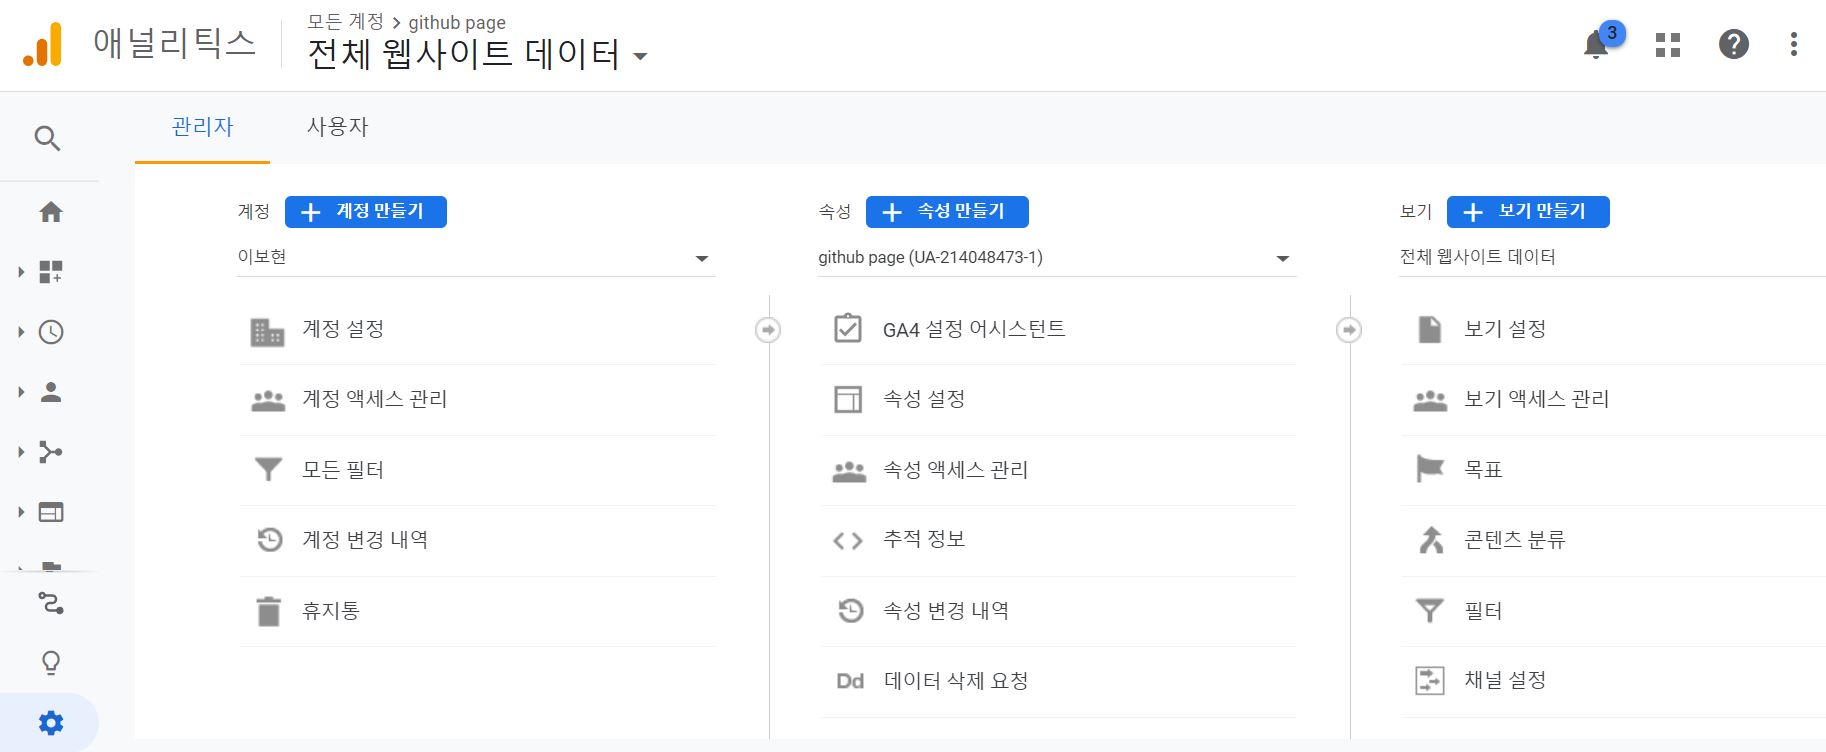 애널리틱스
모든 계정 > github page
전체 웹사이트 데이터
3
관리자
사용자
계정
계정 만들기
이보현
계정 설정
계정 액세스 관리
모든 필터
계정 변경 내역
휴지통
속성
속성 만들기
github page (UA-214048473-1)
GA4 설정 어시스턴트
속성 설정
속성 액세스 관리
추적 정보
속성 변경 내역
Dd 데이터 삭제 요청
보기
보기 만들기
전체 웹사이트 데이터
보기 설정
보기 액세스 관리
목표
콘텐츠 분류
필터
채널 설정